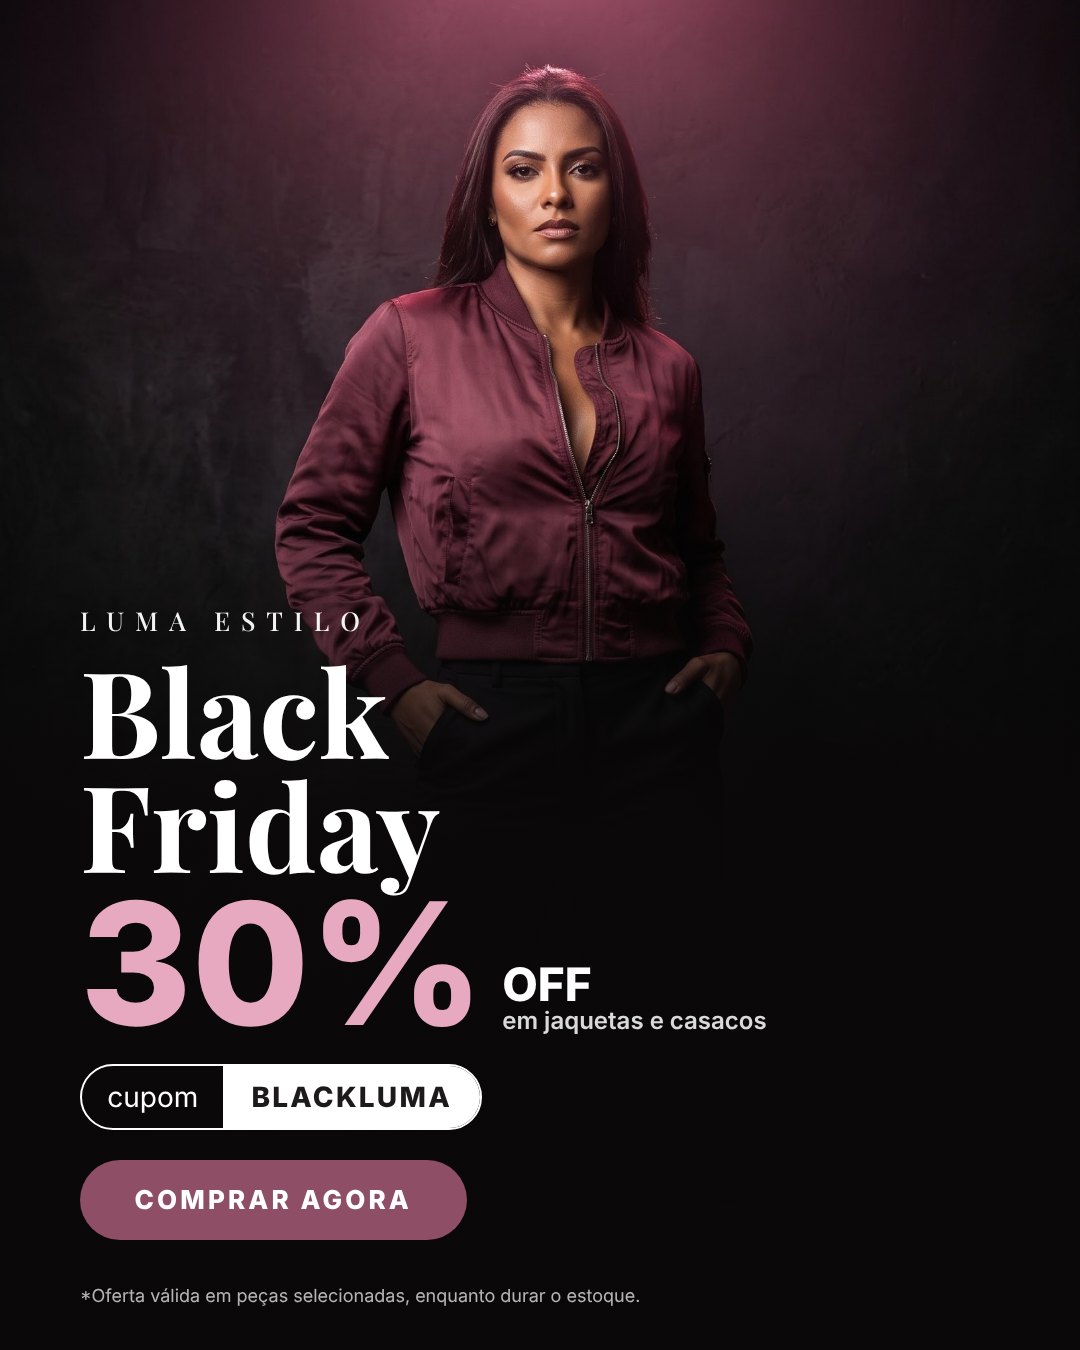 LUMA ESTILO
Black
Friday
30% OFF
em jaquetas e casacos
cupom BLACKLUMA
COMPRAR AGORA
*Oferta válida em peças selecionadas, enquanto durar o estoque.